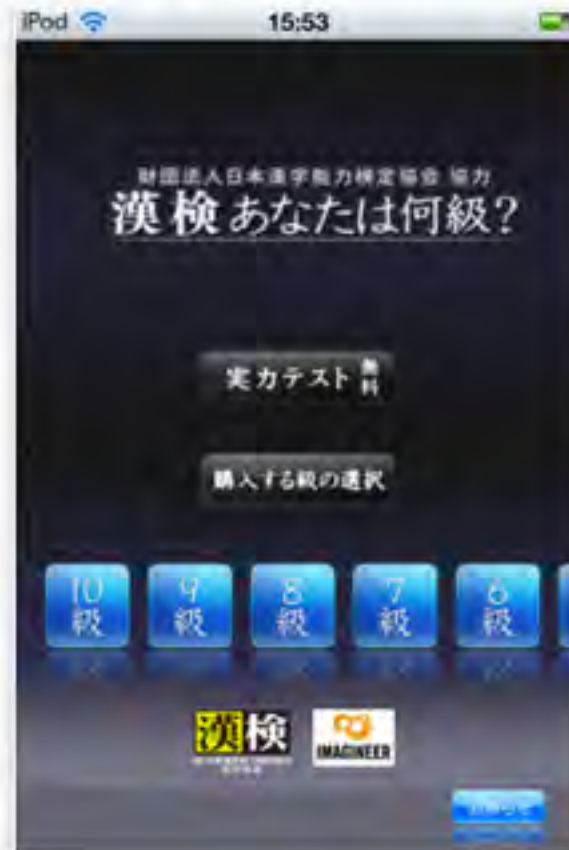 iPod
15:53
財団法人日本漢字能力検定協会 協力
漢検あなたは何級?
実力テスト 無料
購入する級の選択
10級
9級
8級
7級
6級
漢検
IMAGINEER